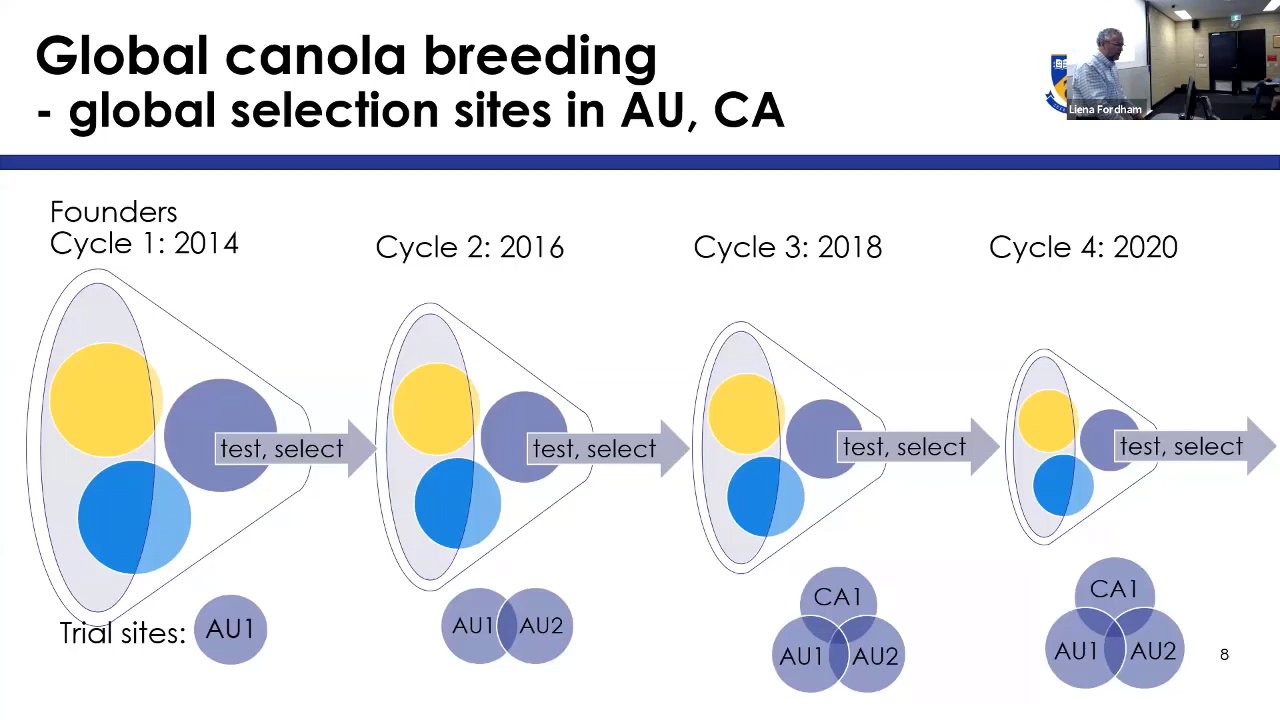 Global canola breeding
- global selection sites in AU, CA
Liena Fordham
Founders
Cycle 1: 2014
Cycle 2: 2016
Cycle 3: 2018
Cycle 4: 2020
test, select
test, select
test, select
test, select
Trial sites:
AU1
AU1
AU2
CA1
AU1
AU2
CA1
AU1
AU2
8